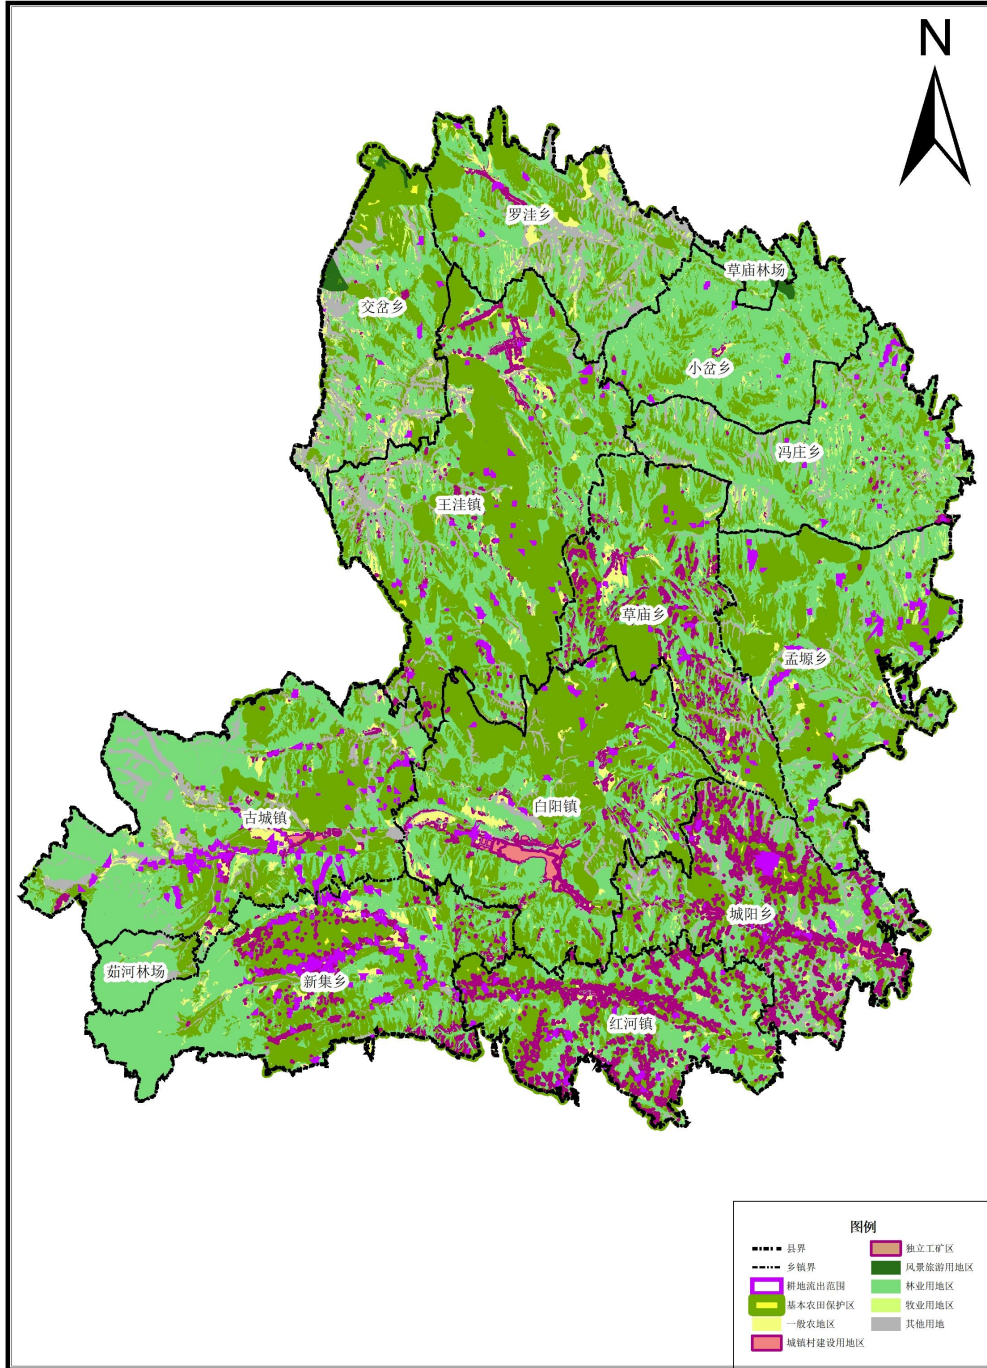 N
罗洼乡
草庙林场
交岔乡
小岔乡
冯庄乡
王洼镇
草庙乡
孟塬乡
白阳镇
古城镇
城阳乡
茹河林场
新集乡
红河镇
图例
县界
乡镇界
耕地流出范围
基本农田保护区
一般农地区
城镇村建设用地区
独立工矿区
风景旅游用地区
林业用地区
牧业用地区
其他用地